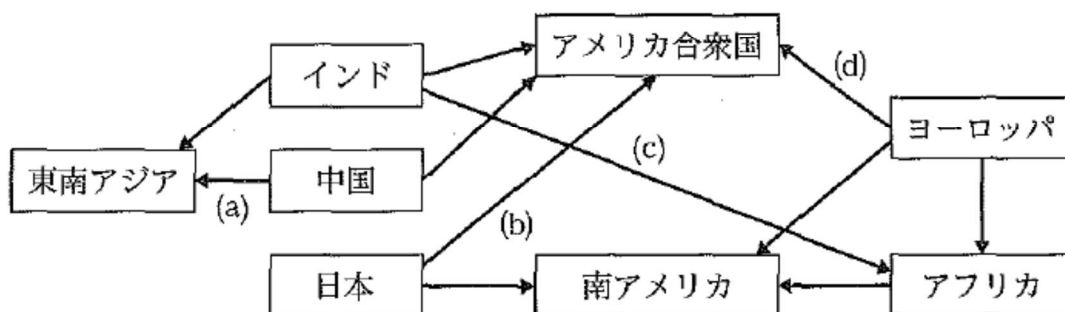 アメリカ合衆国
(d)
インド
ヨーロッパ
(c)
東南アジア
中国
(a)
(b)
日本
南アメリカ
アフリカ